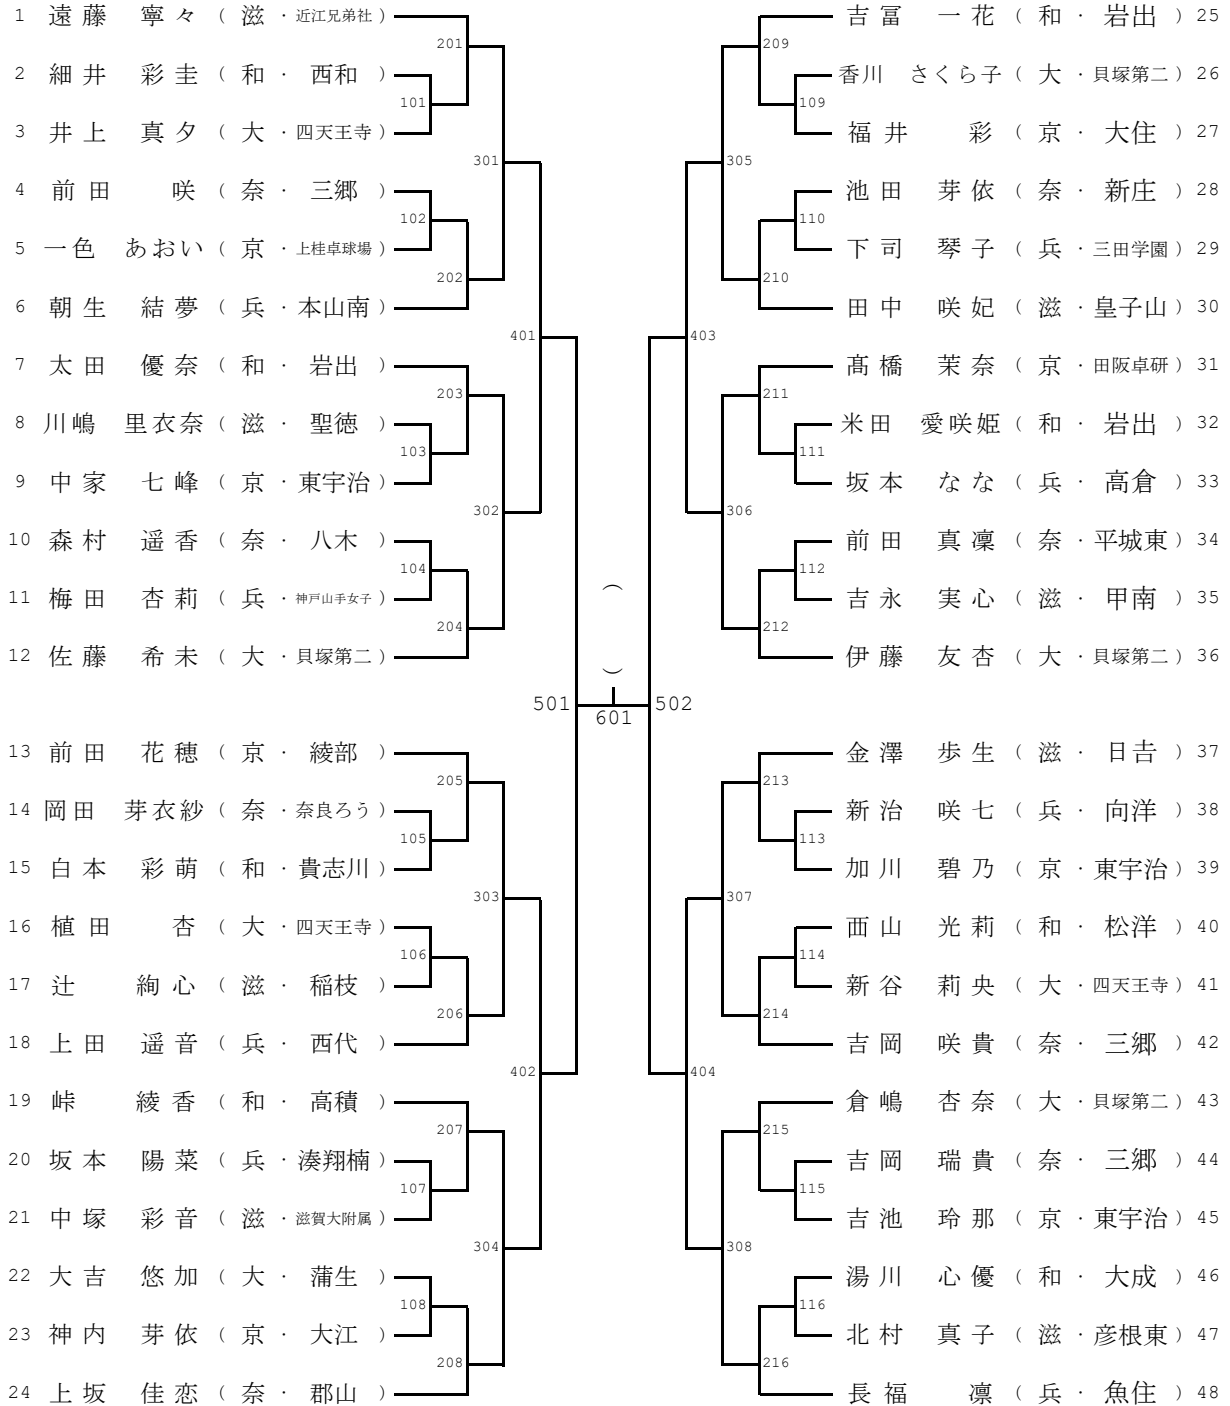 1 遠藤 寧々 ( 滋 ・ 近江兄弟社 )
201
2 細井 彩圭 ( 和 ・ 西和 )
101
3 井上 真夕 ( 大 ・ 四天王寺 )
301
4 前田 咲 ( 奈 ・ 三郷 )
102
5 一色 あおい ( 京 ・ 上桂卓球場 )
202
6 朝生 結夢 ( 兵 ・ 本山南 )
401
7 太田 優奈 ( 和 ・ 岩出 )
203
8 川嶋 里衣奈 ( 滋 ・ 聖徳 )
103
9 中家 七峰 ( 京 ・ 東宇治 )
302
10 森村 遥香 ( 奈 ・ 八木 )
104
11 梅田 杏莉 ( 兵 ・ 神戸山手女子 )
204
12 佐藤 希未 ( 大 ・ 貝塚第二 )
501
13 前田 花穂 ( 京 ・ 綾部 )
205
14 岡田 芽衣紗 ( 奈 ・ 奈良ろう )
105
15 白本 彩萌 ( 和 ・ 貴志川 )
303
16 植田 杏 ( 大 ・ 四天王寺 )
106
17 辻 絢心 ( 滋 ・ 稲枝 )
206
18 上田 遥音 ( 兵 ・ 西代 )
402
19 峠 綾香 ( 和 ・ 高積 )
207
20 坂本 陽菜 ( 兵 ・ 湊翔楠 )
107
21 中塚 彩音 ( 滋 ・ 滋賀大附属 )
304
22 大吉 悠加 ( 大 ・ 蒲生 )
108
23 神内 芽依 ( 京 ・ 大江 )
208
24 上坂 佳恋 ( 奈 ・ 郡山 )
( )
601
吉冨 一花 ( 和 ・ 岩出 ) 25
209
香川 さくら子 ( 大 ・ 貝塚第二 ) 26
109
福井 彩 ( 京 ・ 大住 ) 27
305
池田 芽依 ( 奈 ・ 新庄 ) 28
110
下司 琴子 ( 兵 ・ 三田学園 ) 29
210
田中 咲妃 ( 滋 ・ 皇子山 ) 30
403
髙橋 茉奈 ( 京 ・ 田阪卓研 ) 31
211
米田 愛咲姫 ( 和 ・ 岩出 ) 32
111
坂本 なな ( 兵 ・ 高倉 ) 33
306
前田 真凜 ( 奈 ・ 平城東 ) 34
112
吉永 実心 ( 滋 ・ 甲南 ) 35
212
伊藤 友杏 ( 大 ・ 貝塚第二 ) 36
502
金澤 歩生 ( 滋 ・ 日吉 ) 37
213
新治 咲七 ( 兵 ・ 向洋 ) 38
113
加川 碧乃 ( 京 ・ 東宇治 ) 39
307
西山 光莉 ( 和 ・ 松洋 ) 40
114
新谷 莉央 ( 大 ・ 四天王寺 ) 41
214
吉岡 咲貴 ( 奈 ・ 三郷 ) 42
404
倉嶋 杏奈 ( 大 ・ 貝塚第二 ) 43
215
吉岡 瑞貴 ( 奈 ・ 三郷 ) 44
115
吉池 玲那 ( 京 ・ 東宇治 ) 45
308
湯川 心優 ( 和 ・ 大成 ) 46
116
北村 真子 ( 滋 ・ 彦根東 ) 47
216
長福 凛 ( 兵 ・ 魚住 ) 48